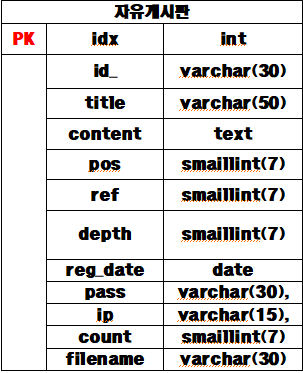 자유게시판
PK idx int
id_ varchar(30)
title varchar(50)
content text
pos smaillint(7)
ref smaillint(7)
depth smaillint(7)
reg_date date
pass varchar(30),
ip varchar(15),
count smaillint(7)
filename varchar(30)